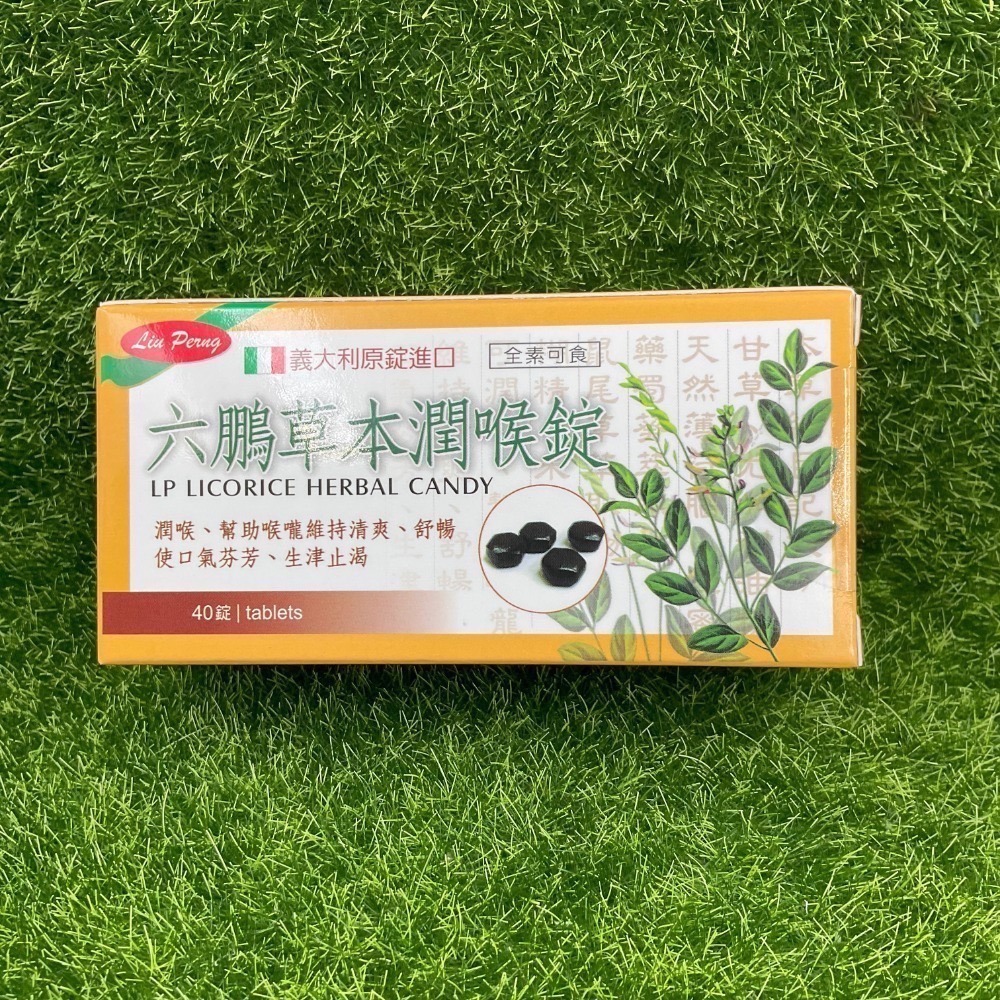 Liu Perng
義大利原錠進口
全素可食
六鵬草本潤喉錠
LP LICORICE HERBAL CANDY
潤喉、幫助喉嚨維持清爽、舒暢
使口氣芬芳、生津止渴
40錠 | tablets